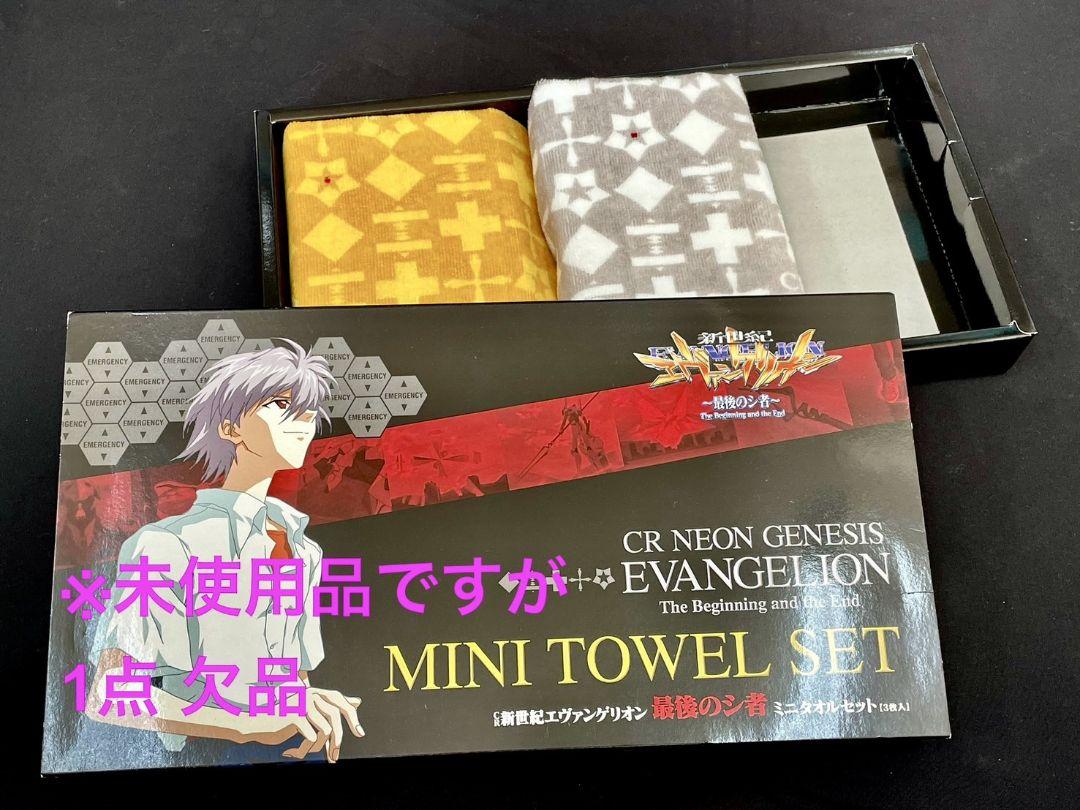 EMERGENCY
EMERGENCY
EMERGENCY
EMERGENCY
EMERGENCY
EMERGENCY
EMERGENCY
EMERGENCY
EMERGENCY
新世紀
EVANGELION
エヴァンゲリオン
~最後のシ者~
The Beginning and the End
CR NEON GENESIS
EVANGELION
The Beginning and the End
※未使用品ですが
1点 欠品
MINI TOWEL SET
CR新世紀エヴァンゲリオン 最後のシ者 ミニタオルセット [3枚入]